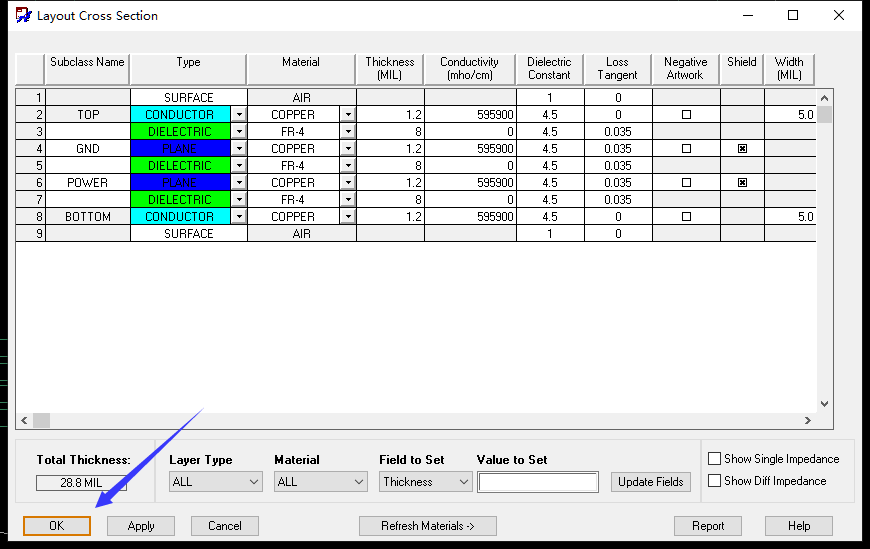 Layout Cross Section
Subclass Name Type Material Thickness (MIL) Conductivity (mho/cm) Dielectric Constant Loss Tangent Negative Artwork Shield Width (MIL)
1 SURFACE AIR 1 0
2 TOP CONDUCTOR COPPER 1.2 595900 4.5 0 5.0
3 DIELECTRIC FR-4 8 0 4.5 0.035
4 GND PLANE COPPER 1.2 595900 4.5 0.035
5 DIELECTRIC FR-4 8 0 4.5 0.035
6 POWER PLANE COPPER 1.2 595900 4.5 0.035
7 DIELECTRIC FR-4 8 0 4.5 0.035
8 BOTTOM CONDUCTOR COPPER 1.2 595900 4.5 0 5.0
9 SURFACE AIR 1 0
Total Thickness: Layer Type Material Field to Set Value to Set Show Single Impedance
28.8 MIL ALL ALL Thickness Update Fields Show Diff Impedance
OK Apply Cancel Refresh Materials -> Report Help